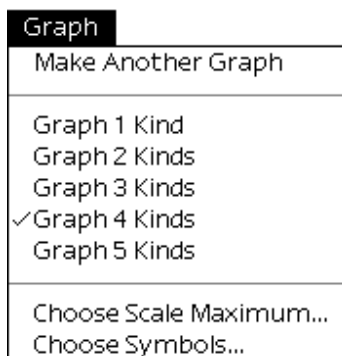 Graph
Make Another Graph
Graph 1 Kind
Graph 2 Kinds
Graph 3 Kinds
✓Graph 4 Kinds
Graph 5 Kinds
Choose Scale Maximum...
Choose Symbols...